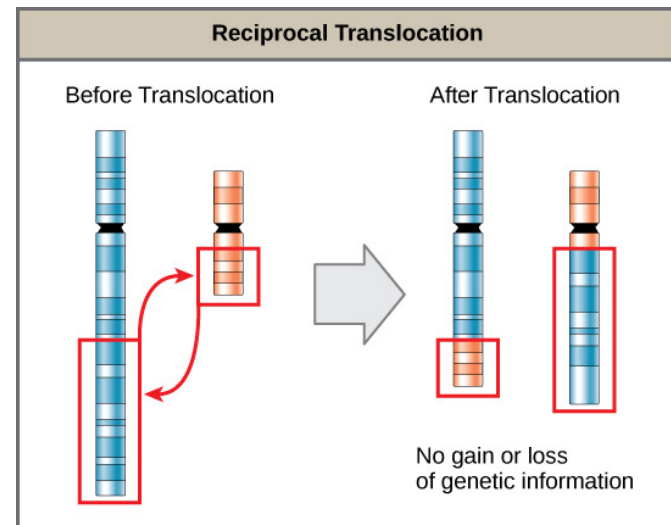 Reciprocal Translocation
Before Translocation
After Translocation
No gain or loss
of genetic information